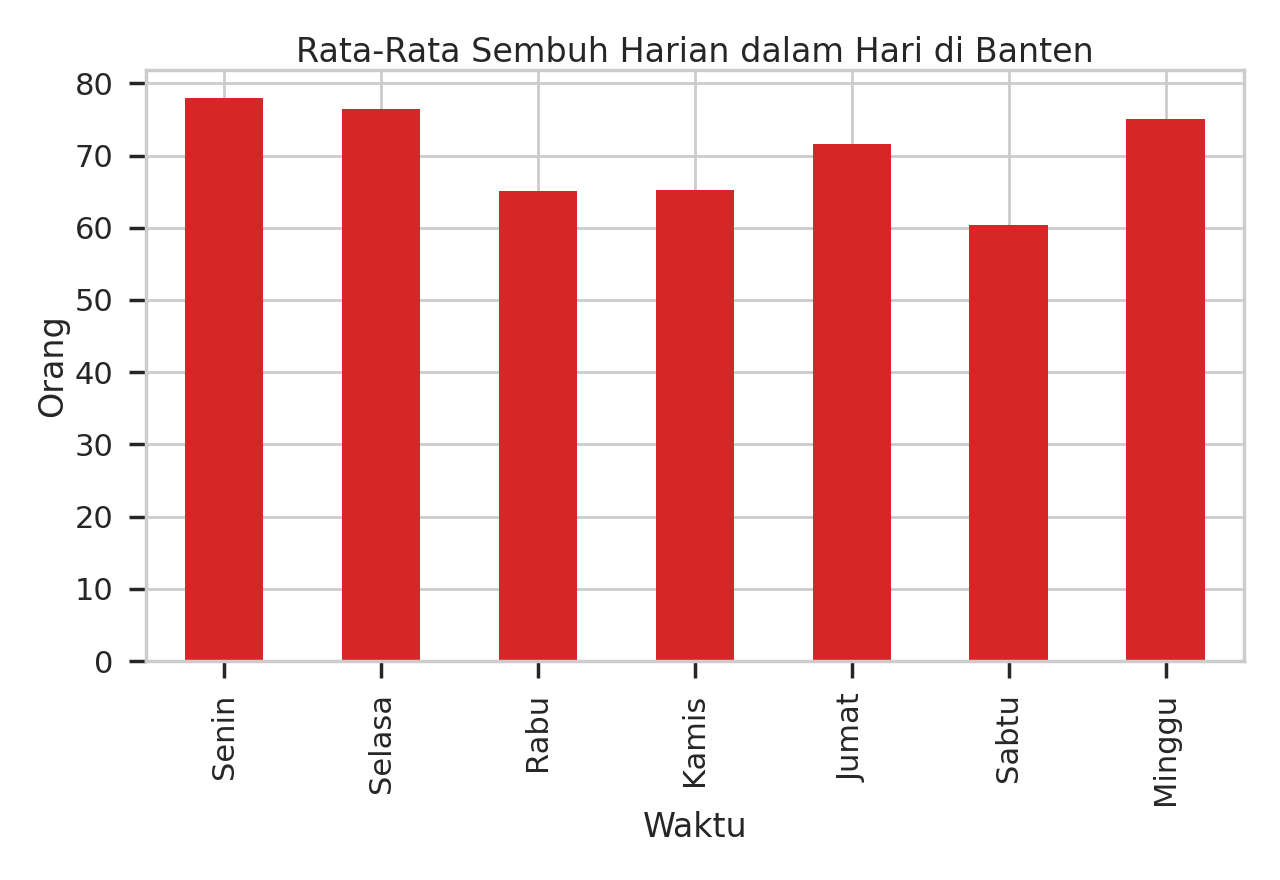 Rata-Rata Sembuh Harian dalam Hari di Banten
Orang
80
70
60
50
40
30
20
10
0
Senin
Selasa
Rabu
Kamis
Jumat
Sabtu
Minggu
Waktu